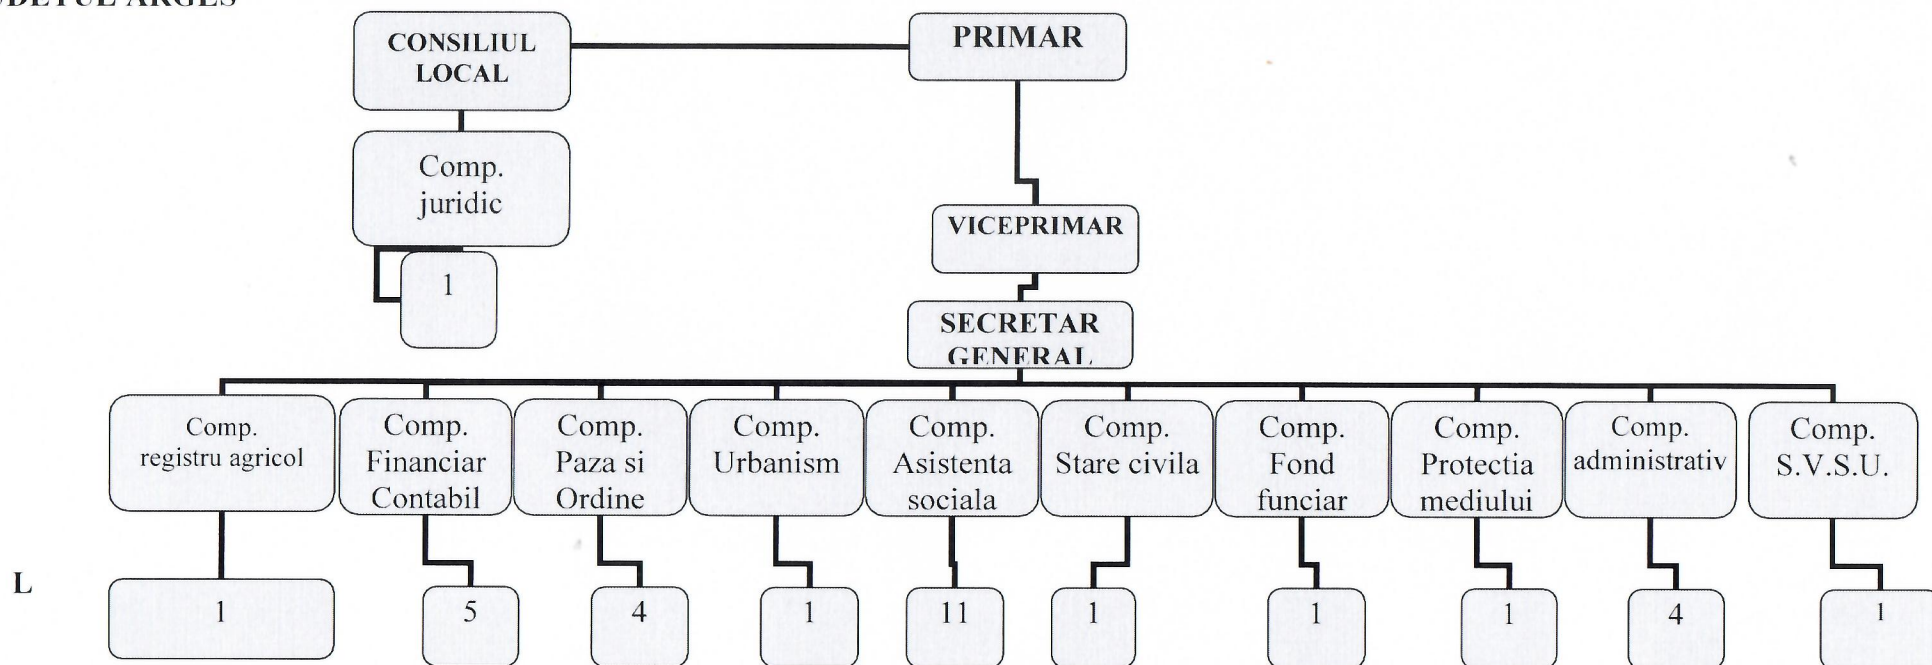 CONSILIUL
LOCAL
PRIMAR
Comp.
juridic
1
VICEPRIMAR
SECRETAR
GENERAL
Comp.
registru agricol
Comp.
Financiar
Contabil
Comp.
Paza si
Ordine
Comp.
Urbanism
Comp.
Asistenta
sociala
Comp.
Stare civila
Comp.
Fond
funciar
Comp.
Protectia
mediului
Comp.
administrativ
Comp.
S.V.S.U.
L
1
5
4
1
11
1
1
1
4
1